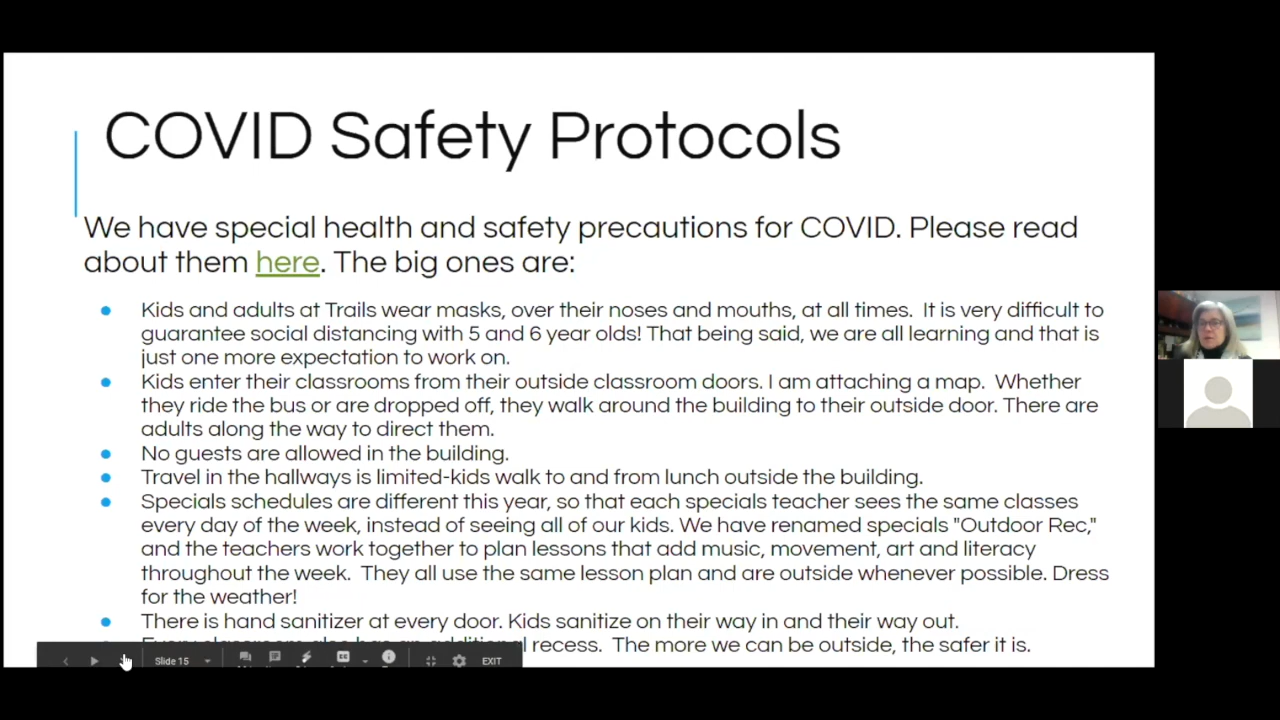 COVID Safety Protocols
We have special health and safety precautions for COVID. Please read
about them here. The big ones are:
Kids and adults at Trails wear masks, over their noses and mouths, at all times. It is very difficult to
guarantee social distancing with 5 and 6 year olds! That being said, we are all learning and that is
just one more expectation to work on.
Kids enter their classrooms from their outside classroom doors. I am attaching a map. Whether
they ride the bus or are dropped off, they walk around the building to their outside door. There are
adults along the way to direct them.
No guests are allowed in the building.
Travel in the hallways is limited-kids walk to and from lunch outside the building.
Specials schedules are different this year, so that each specials teacher sees the same classes
every day of the week, instead of seeing all of our kids. We have renamed specials "Outdoor Rec,"
and the teachers work together to plan lessons that add music, movement, art and literacy
throughout the week. They all use the same lesson plan and are outside whenever possible. Dress
for the weather!
There is hand sanitizer at every door. Kids sanitize on their way in and their way out.
recess. The more we can be outside, the safer it is.
Slide 15
EXIT